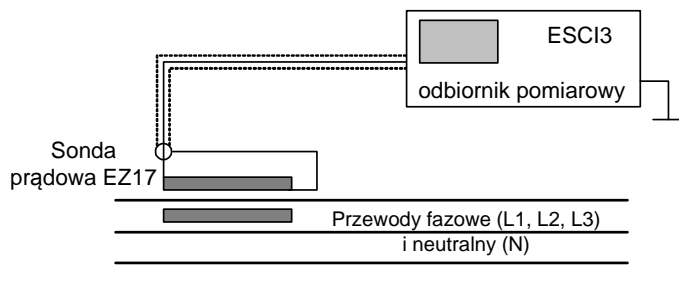 ESCI3
odbiornik pomiarowy
Sonda
prądowa EZ17
Przewody fazowe (L1, L2, L3)
i neutralny (N)